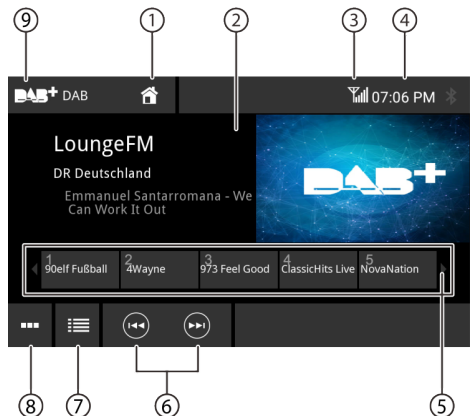 9 1 2 3 4
DAB+ DAB 07:06 PM
LoungeFM
DR Deutschland
Emmanuel Santarromana - We
Can Work It Out
DAB+
1 2 3 4 5
90elf Fußball 4Wayne 973 Feel Good ClassicHits Live NovaNation
8 7 6 5